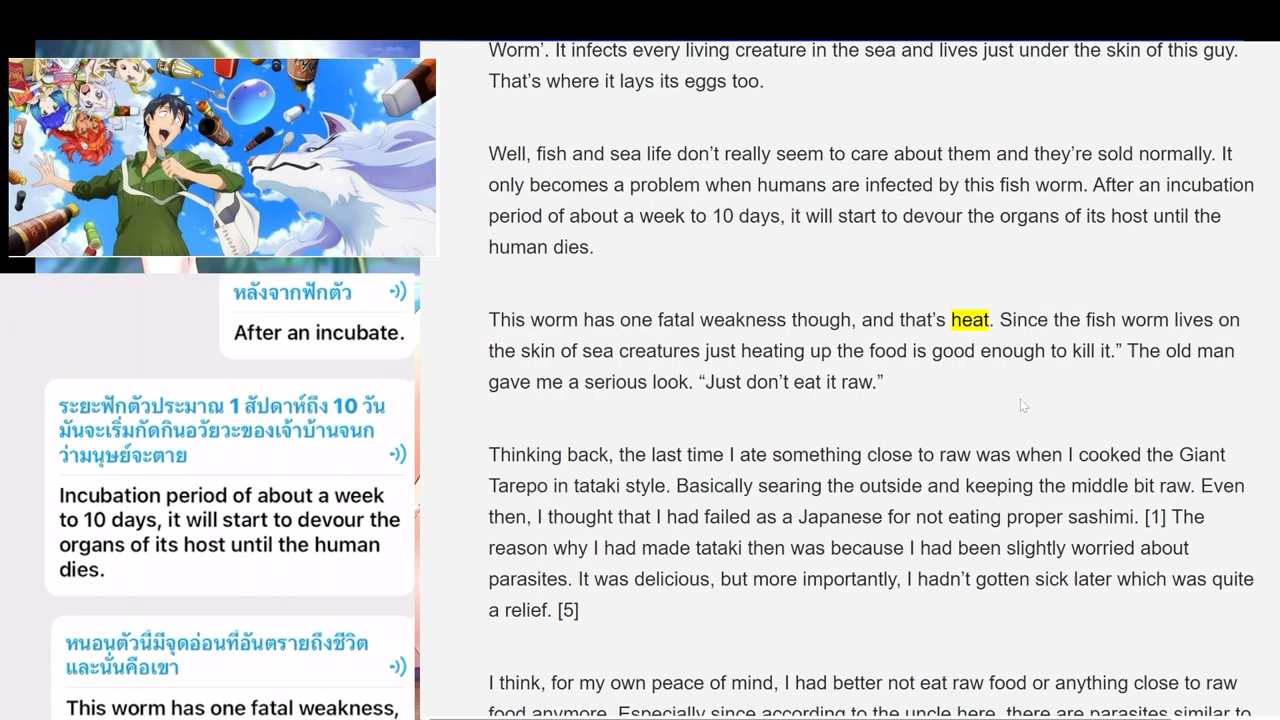 หลังจากฟักตัว
After an incubate.
ระยะฟักตัวประมาณ 1 สัปดาห์ถึง 10 วัน
มันจะเริ่มกัดกินอวัยวะของเจ้าบ้านจนก
ว่ามนุษย์จะตาย
Incubation period of about a week
to 10 days, it will start to devour the
organs of its host until the human
dies.
หนอนตัวนี้มีจุดอ่อนที่อันตรายถึงชีวิต
และนั่นคือเขา
This worm has one fatal weakness,
Worm’. It infects every living creature in the sea and lives just under the skin of this guy.
That’s where it lays its eggs too.
Well, fish and sea life don’t really seem to care about them and they’re sold normally. It
only becomes a problem when humans are infected by this fish worm. After an incubation
period of about a week to 10 days, it will start to devour the organs of its host until the
human dies.
This worm has one fatal weakness though, and that’s heat. Since the fish worm lives on
the skin of sea creatures just heating up the food is good enough to kill it.” The old man
gave me a serious look. “Just don’t eat it raw.”
Thinking back, the last time I ate something close to raw was when I cooked the Giant
Tarepo in tataki style. Basically searing the outside and keeping the middle bit raw. Even
then, I thought that I had failed as a Japanese for not eating proper sashimi. [1] The
reason why I had made tataki then was because I had been slightly worried about
parasites. It was delicious, but more importantly, I hadn’t gotten sick later which was quite
a relief. [5]
I think, for my own peace of mind, I had better not eat raw food or anything close to raw
food anymore. Especially since according to the uncle here, there are parasites similar to